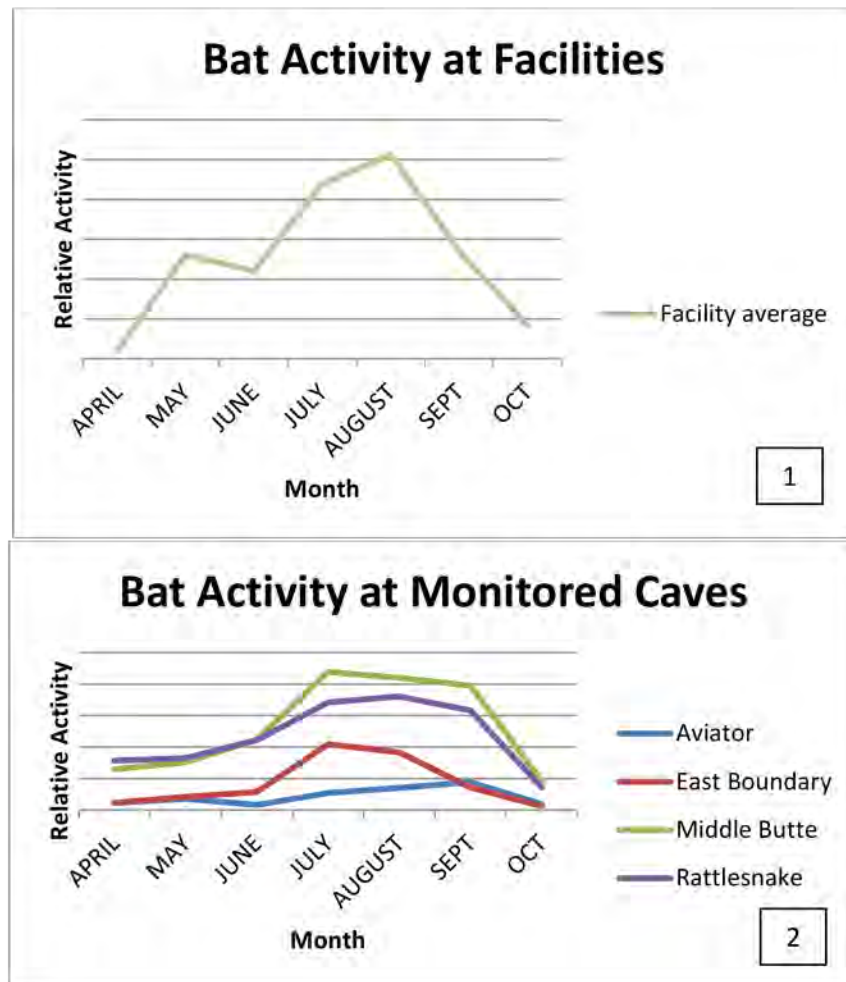 Bat Activity at Facilities
Relative Activity
Facility average
APRIL
MAY
JUNE
JULY
AUGUST
SEPT
OCT
Month
1
Bat Activity at Monitored Caves
Relative Activity
Aviator
East Boundary
Middle Butte
Rattlesnake
APRIL
MAY
JUNE
JULY
AUGUST
SEPT
OCT
Month
2